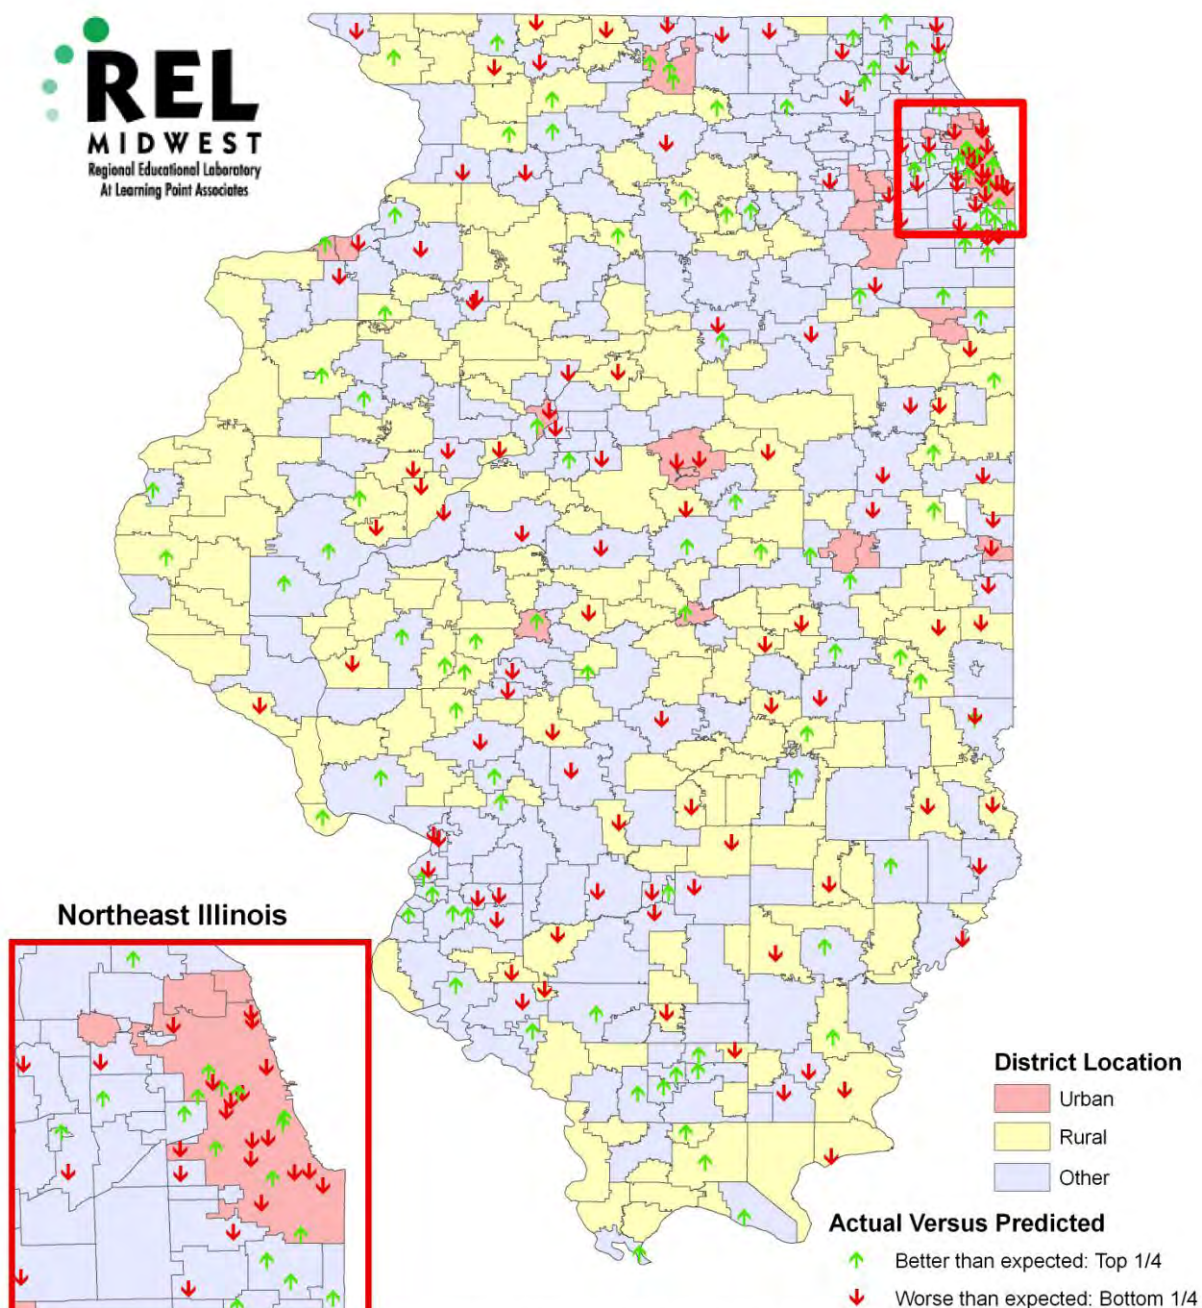 REL
MIDWEST
Regional Educational Laboratory
At Learning Point Associates
Northeast Illinois
District Location
Urban
Rural
Other
Actual Versus Predicted
Better than expected: Top 1/4
Worse than expected: Bottom 1/4